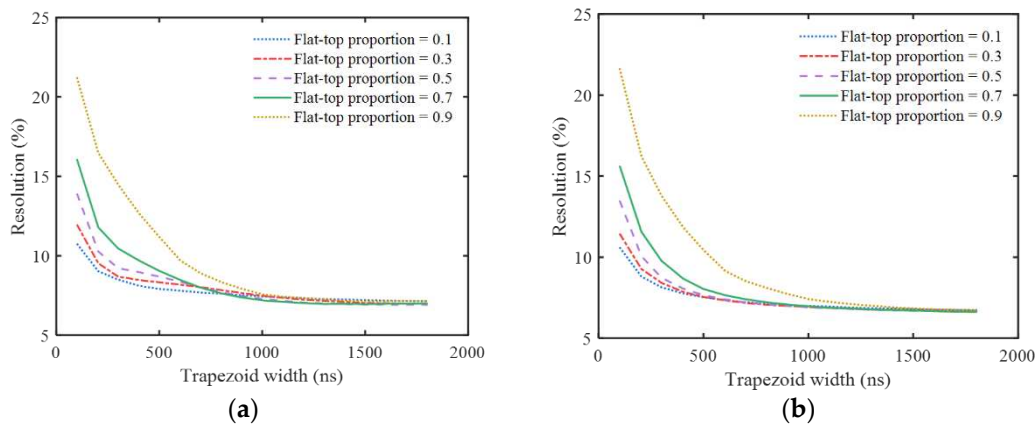 25
20
15
10
5
0
500
1000
1500
2000
Resolution (%)
Trapezoid width (ns)
Flat-top proportion = 0.1
Flat-top proportion = 0.3
Flat-top proportion = 0.5
Flat-top proportion = 0.7
Flat-top proportion = 0.9
(a)
25
20
15
10
5
0
500
1000
1500
2000
Resolution (%)
Trapezoid width (ns)
Flat-top proportion = 0.1
Flat-top proportion = 0.3
Flat-top proportion = 0.5
Flat-top proportion = 0.7
Flat-top proportion = 0.9
(b)